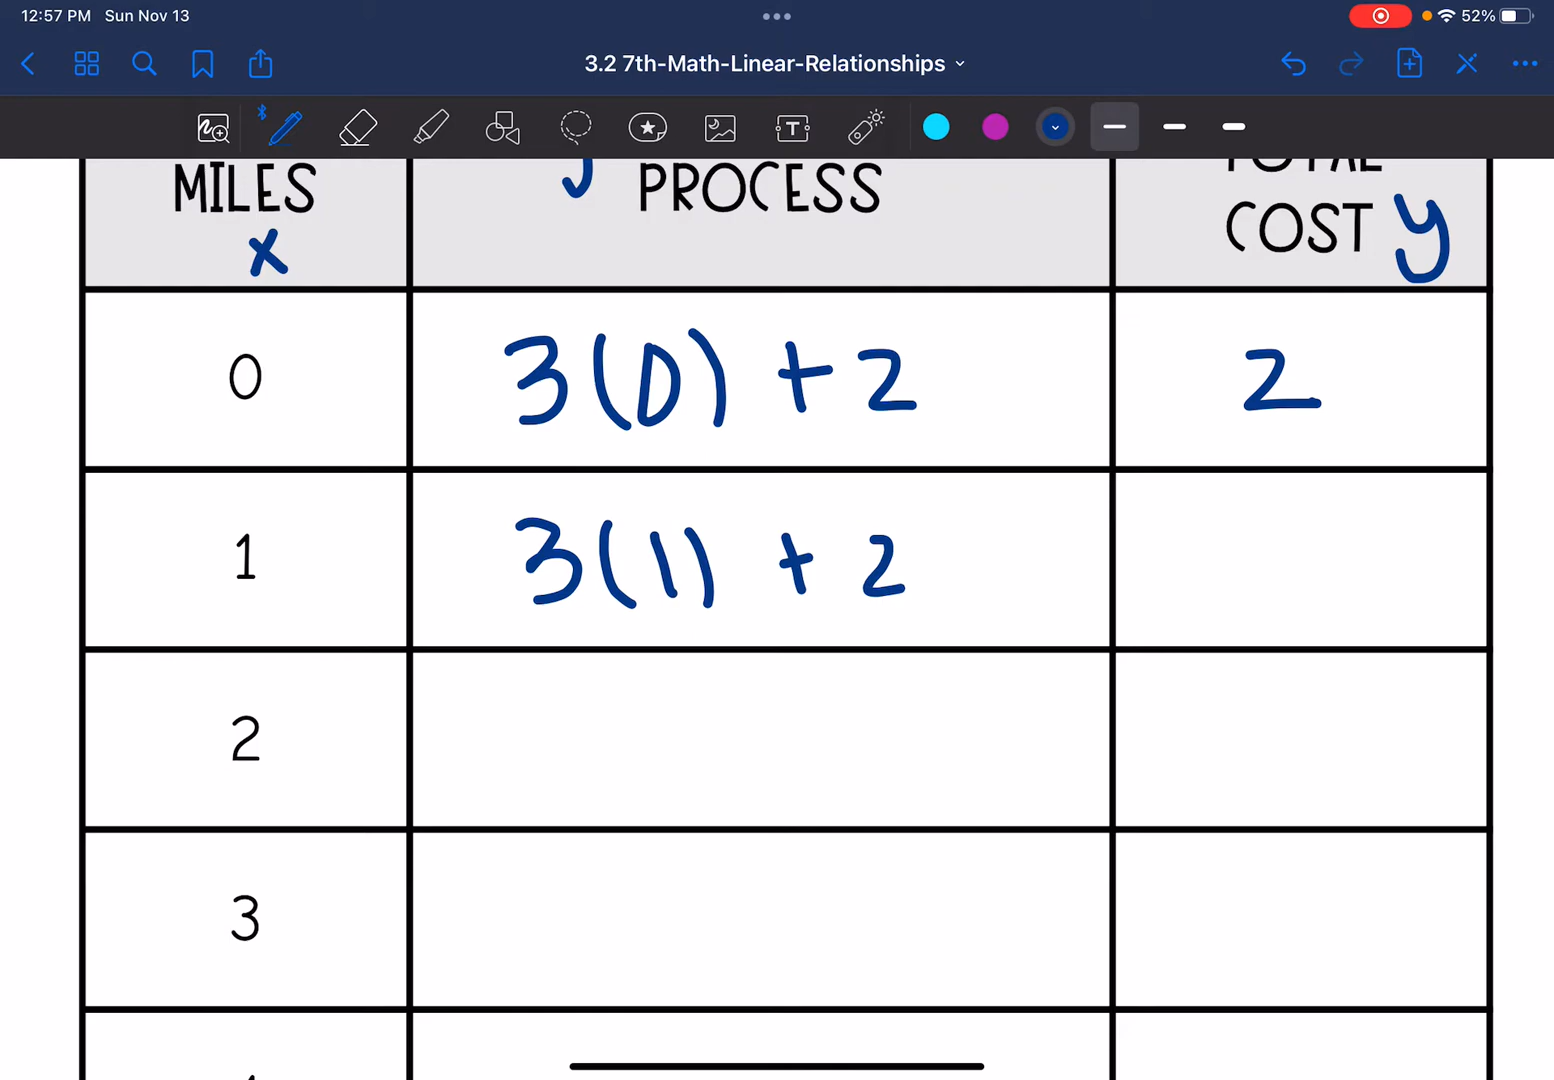 12:57 PM Sun Nov 13
52%
3.2 7th-Math-Linear-Relationships
T
MILES
x
PROCESS
TOTAL
COST y
0
3(0) + 2
2
1
3(1) + 2
2
3